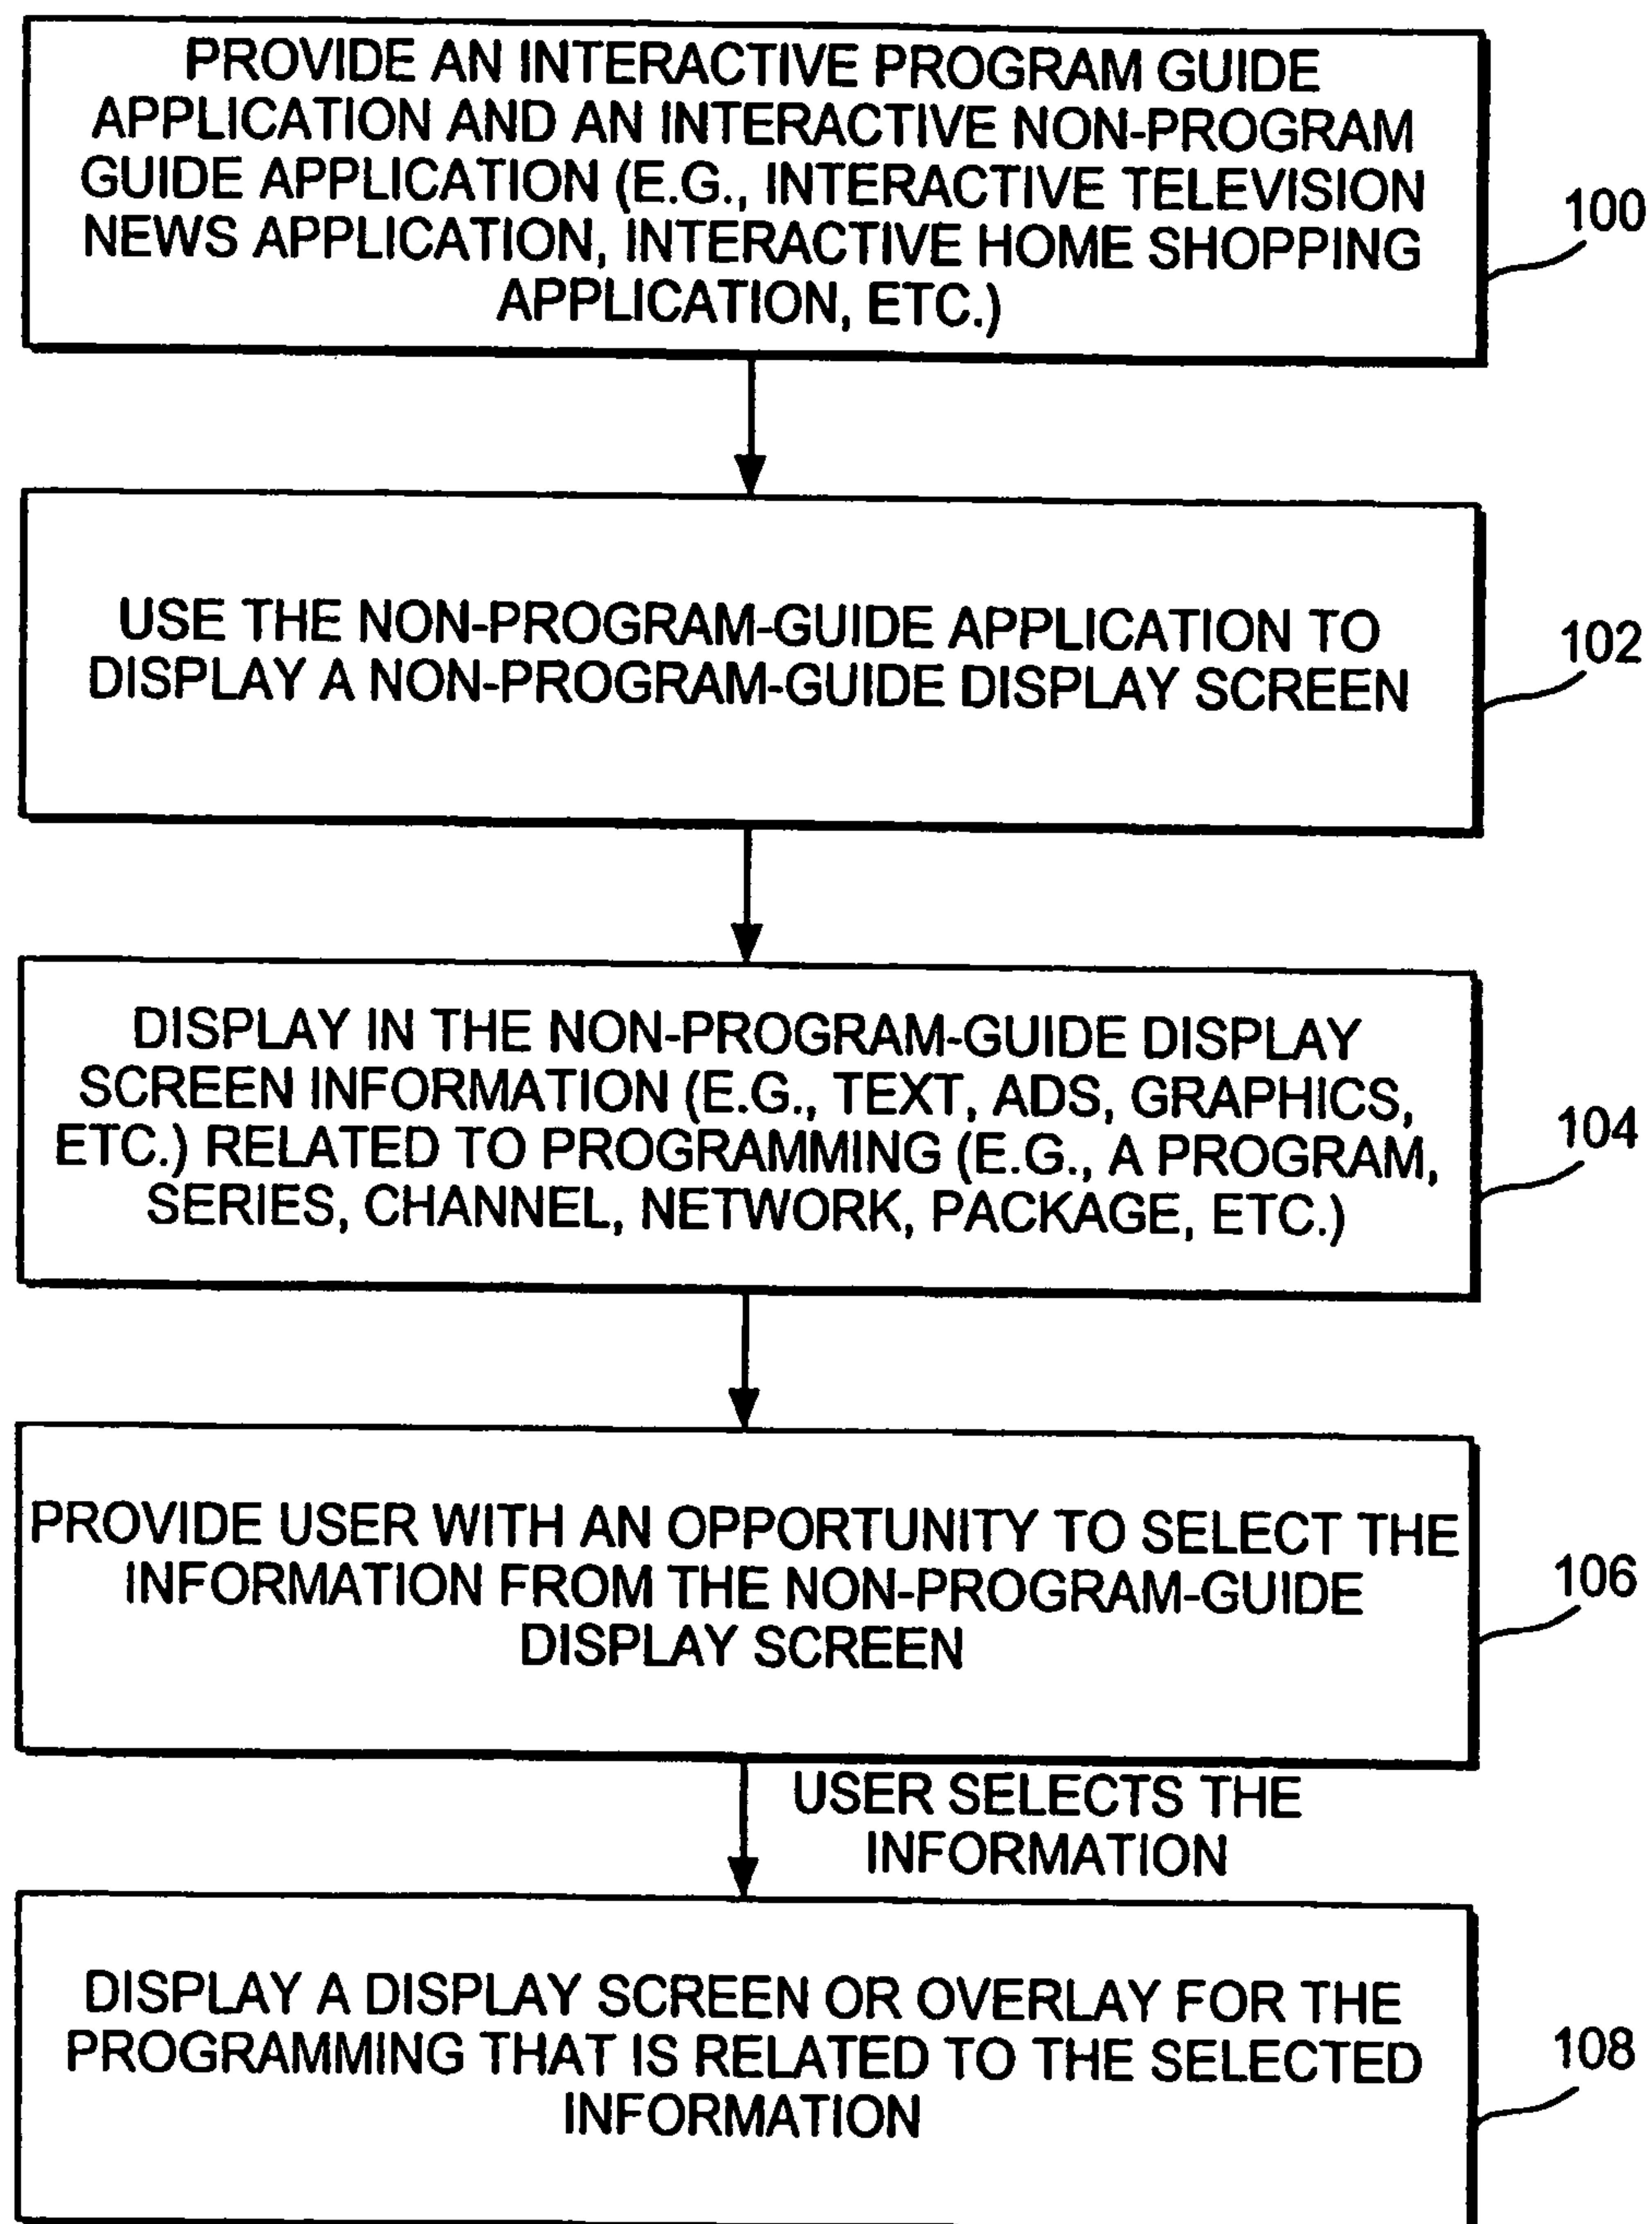 PROVIDE AN INTERACTIVE PROGRAM GUIDE
APPLICATION AND AN INTERACTIVE NON-PROGRAM
GUIDE APPLICATION (E.G., INTERACTIVE TELEVISION
NEWS APPLICATION, INTERACTIVE HOME SHOPPING
APPLICATION, ETC.)
100
USE THE NON-PROGRAM-GUIDE APPLICATION TO
DISPLAY A NON-PROGRAM-GUIDE DISPLAY SCREEN
102
DISPLAY IN THE NON-PROGRAM-GUIDE DISPLAY
SCREEN INFORMATION (E.G., TEXT, ADS, GRAPHICS,
ETC.) RELATED TO PROGRAMMING (E.G., A PROGRAM,
SERIES, CHANNEL, NETWORK, PACKAGE, ETC.)
104
PROVIDE USER WITH AN OPPORTUNITY TO SELECT THE
INFORMATION FROM THE NON-PROGRAM-GUIDE
DISPLAY SCREEN
106
USER SELECTS THE
INFORMATION
DISPLAY A DISPLAY SCREEN OR OVERLAY FOR THE
PROGRAMMING THAT IS RELATED TO THE SELECTED
INFORMATION
108